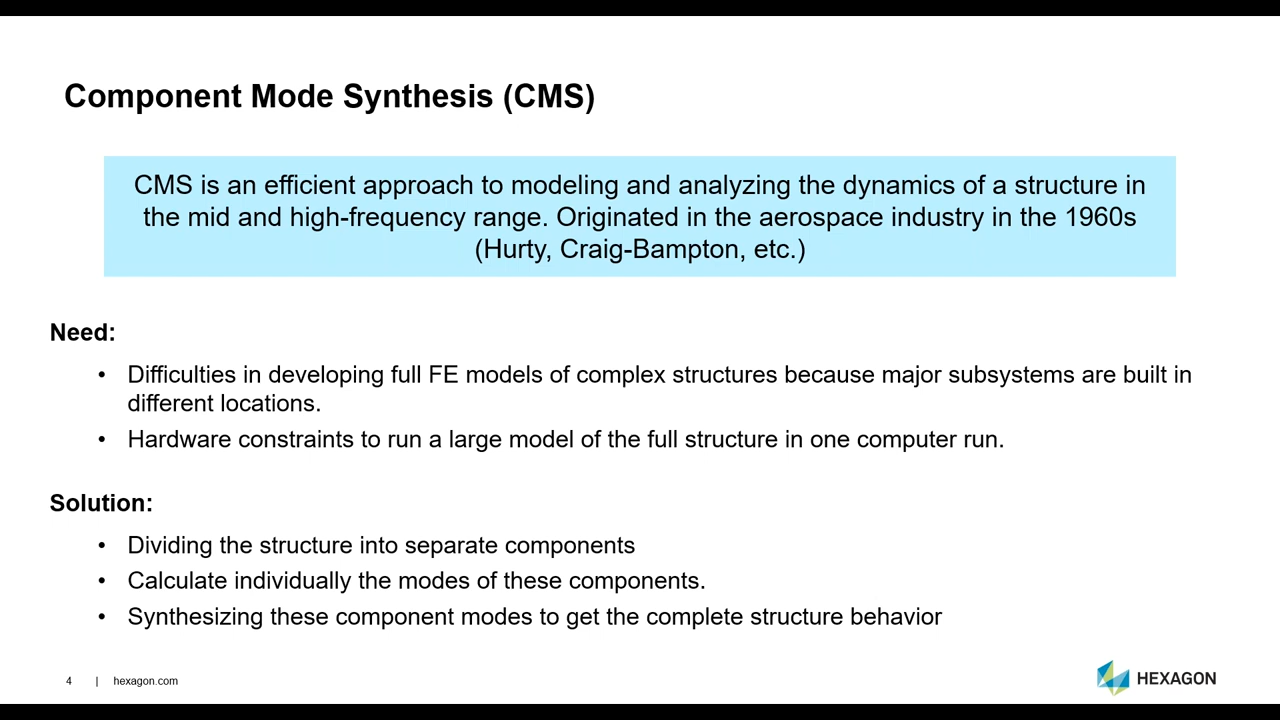 Component Mode Synthesis (CMS)
CMS is an efficient approach to modeling and analyzing the dynamics of a structure in
the mid and high-frequency range. Originated in the aerospace industry in the 1960s
(Hurty, Craig-Bampton, etc.)
Need:
• Difficulties in developing full FE models of complex structures because major subsystems are built in
different locations.
• Hardware constraints to run a large model of the full structure in one computer run.
Solution:
• Dividing the structure into separate components
• Calculate individually the modes of these components.
• Synthesizing these component modes to get the complete structure behavior
4 | hexagon.com
HEXAGON